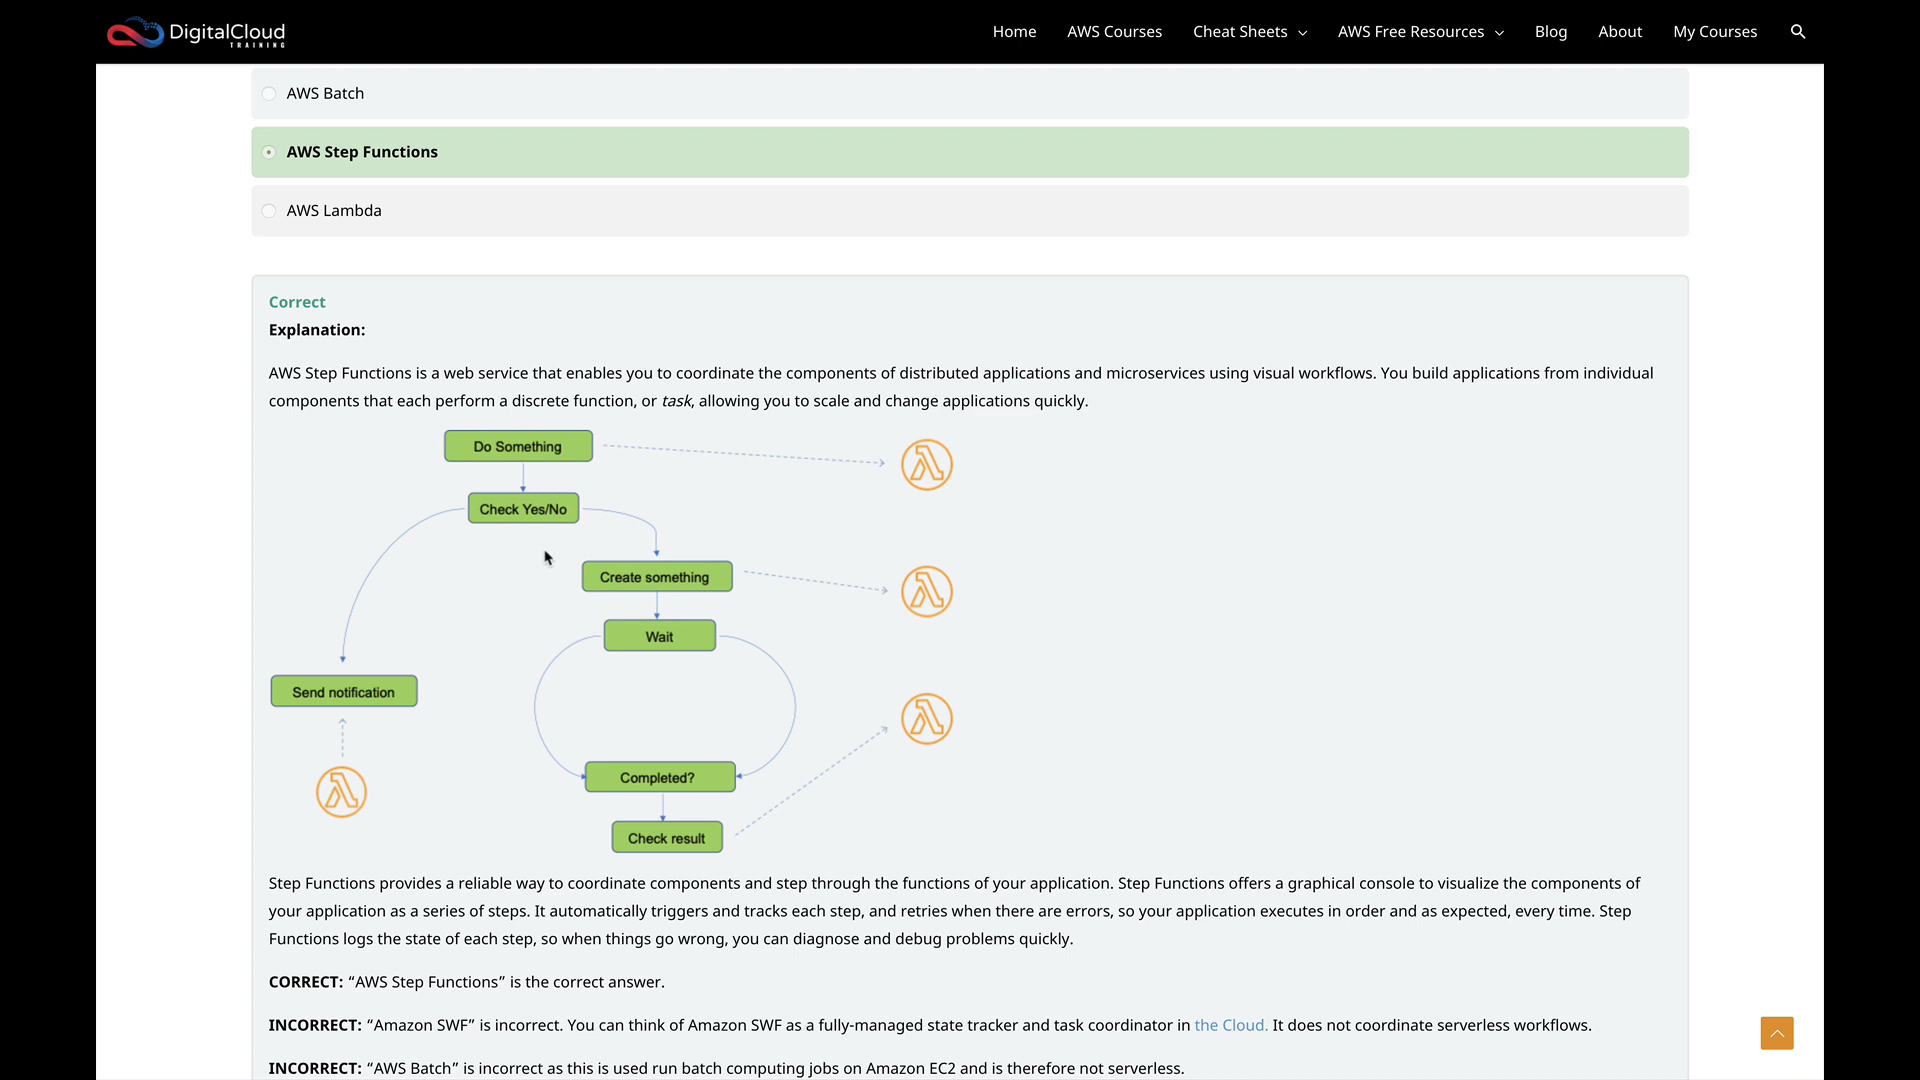 DigitalCloud
TRAINING
Home AWS Courses Cheat Sheets AWS Free Resources Blog About My Courses
AWS Batch
AWS Step Functions
AWS Lambda
Correct
Explanation:
AWS Step Functions is a web service that enables you to coordinate the components of distributed applications and microservices using visual workflows. You build applications from individual
components that each perform a discrete function, or task, allowing you to scale and change applications quickly.
Do Something
Check Yes/No
Create something
Wait
Send notification
Completed?
Check result
Step Functions provides a reliable way to coordinate components and step through the functions of your application. Step Functions offers a graphical console to visualize the components of
your application as a series of steps. It automatically triggers and tracks each step, and retries when there are errors, so your application executes in order and as expected, every time. Step
Functions logs the state of each step, so when things go wrong, you can diagnose and debug problems quickly.
CORRECT: “AWS Step Functions” is the correct answer.
INCORRECT: “Amazon SWF” is incorrect. You can think of Amazon SWF as a fully-managed state tracker and task coordinator in the Cloud. It does not coordinate serverless workflows.
INCORRECT: “AWS Batch” is incorrect as this is used run batch computing jobs on Amazon EC2 and is therefore not serverless.